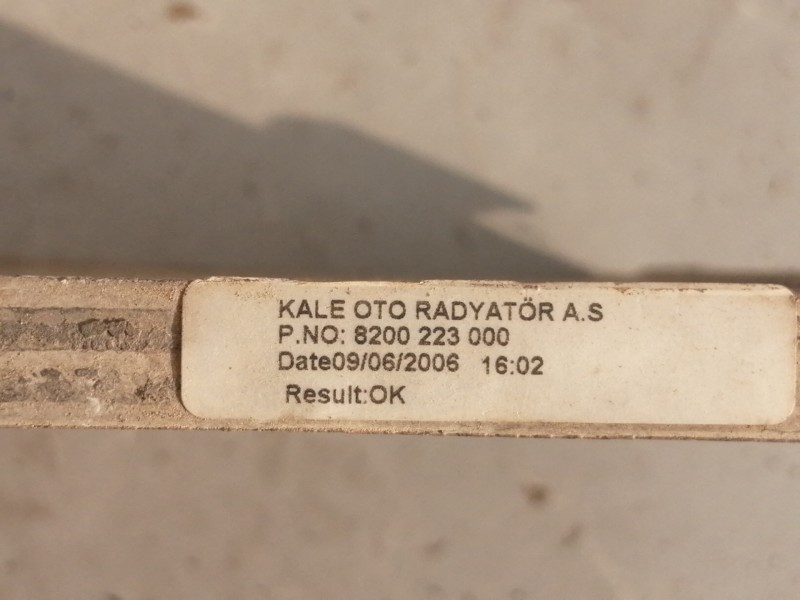 KALE OTO RADYATÖR A.S
P.NO: 8200 223 000
Date09/06/2006 16:02
Result:OK